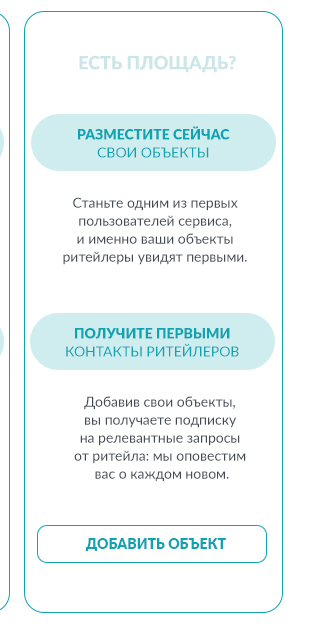 ЕСТЬ ПЛОЩАДЬ?
РАЗМЕСТИТЕ СЕЙЧАС
СВОИ ОБЪЕКТЫ
Станьте одним из первых
пользователей сервиса,
и именно ваши объекты
ритейлеры увидят первыми.
ПОЛУЧИТЕ ПЕРВЫМИ
КОНТАКТЫ РИТЕЙЛЕРОВ
Добавив свои объекты,
вы получаете подписку
на релевантные запросы
от ритейла: мы оповестим
вас о каждом новом.
ДОБАВИТЬ ОБЪЕКТ